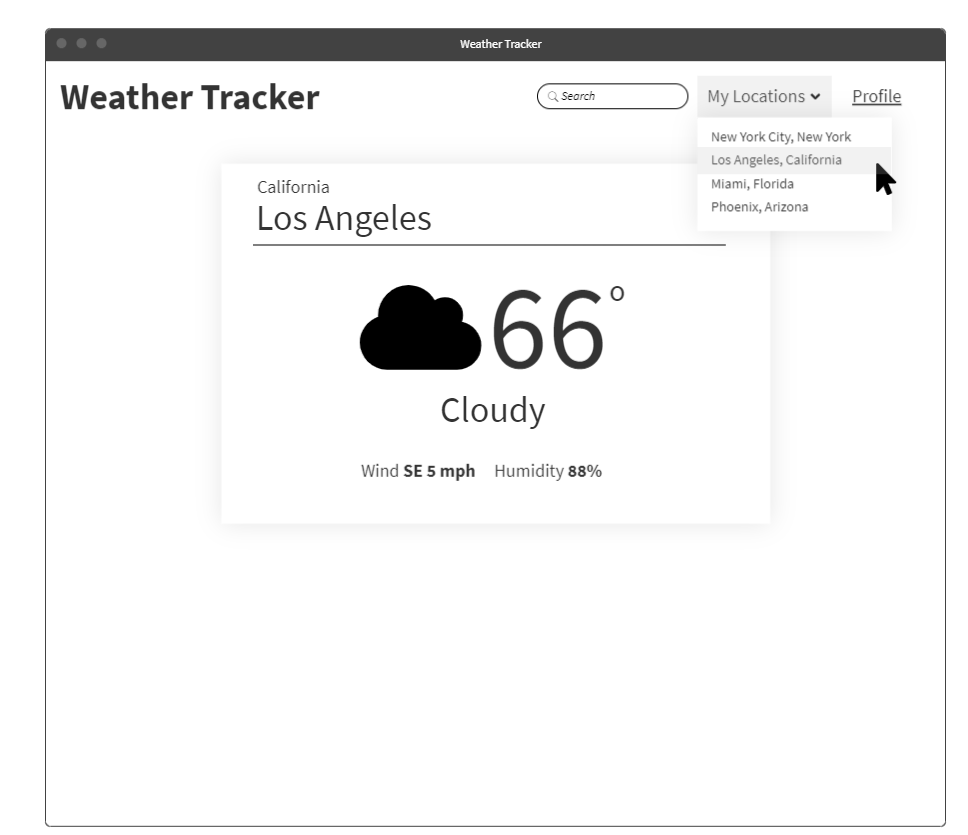 Weather Tracker
Weather Tracker
Search
My Locations
Profile
New York City, New York
Los Angeles, California
Miami, Florida
Phoenix, Arizona
California
Los Angeles
66°
Cloudy
Wind SE 5 mph Humidity 88%